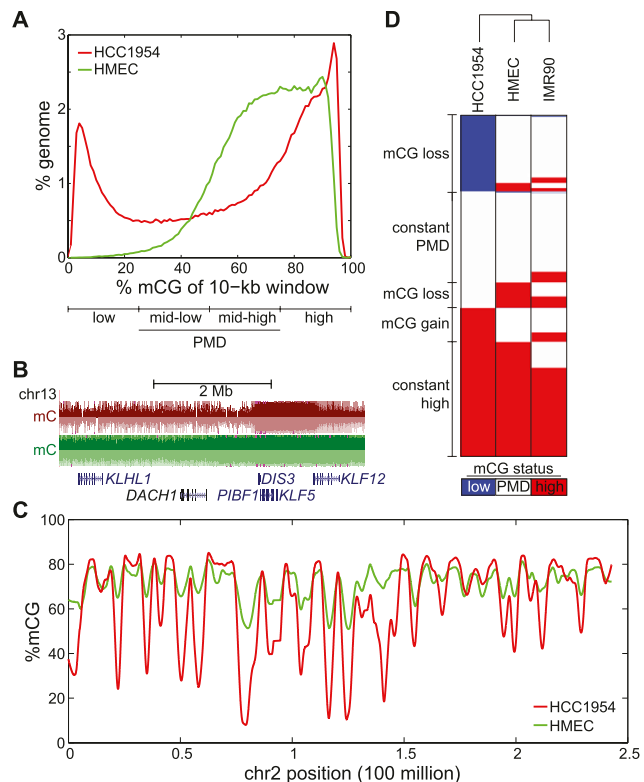 A
HCC1954
HMEC
% genome
3
2
1
0
0 20 40 60 80 100
% mCG of 10−kb window
low mid-low mid-high high
PMD
B
2 Mb
chr13
mC
mC
KLHL1 DIS3 KLF12
DACH1 PIBF1 KLF5
C
%mCG
100
80
60
40
20
0
HCC1954
HMEC
0 0.5 1 1.5 2 2.5
chr2 position (100 million)
D
HCC1954
HMEC
IMR90
mCG loss
constant
PMD
mCG loss
mCG gain
constant
high
mCG status
low PMD high